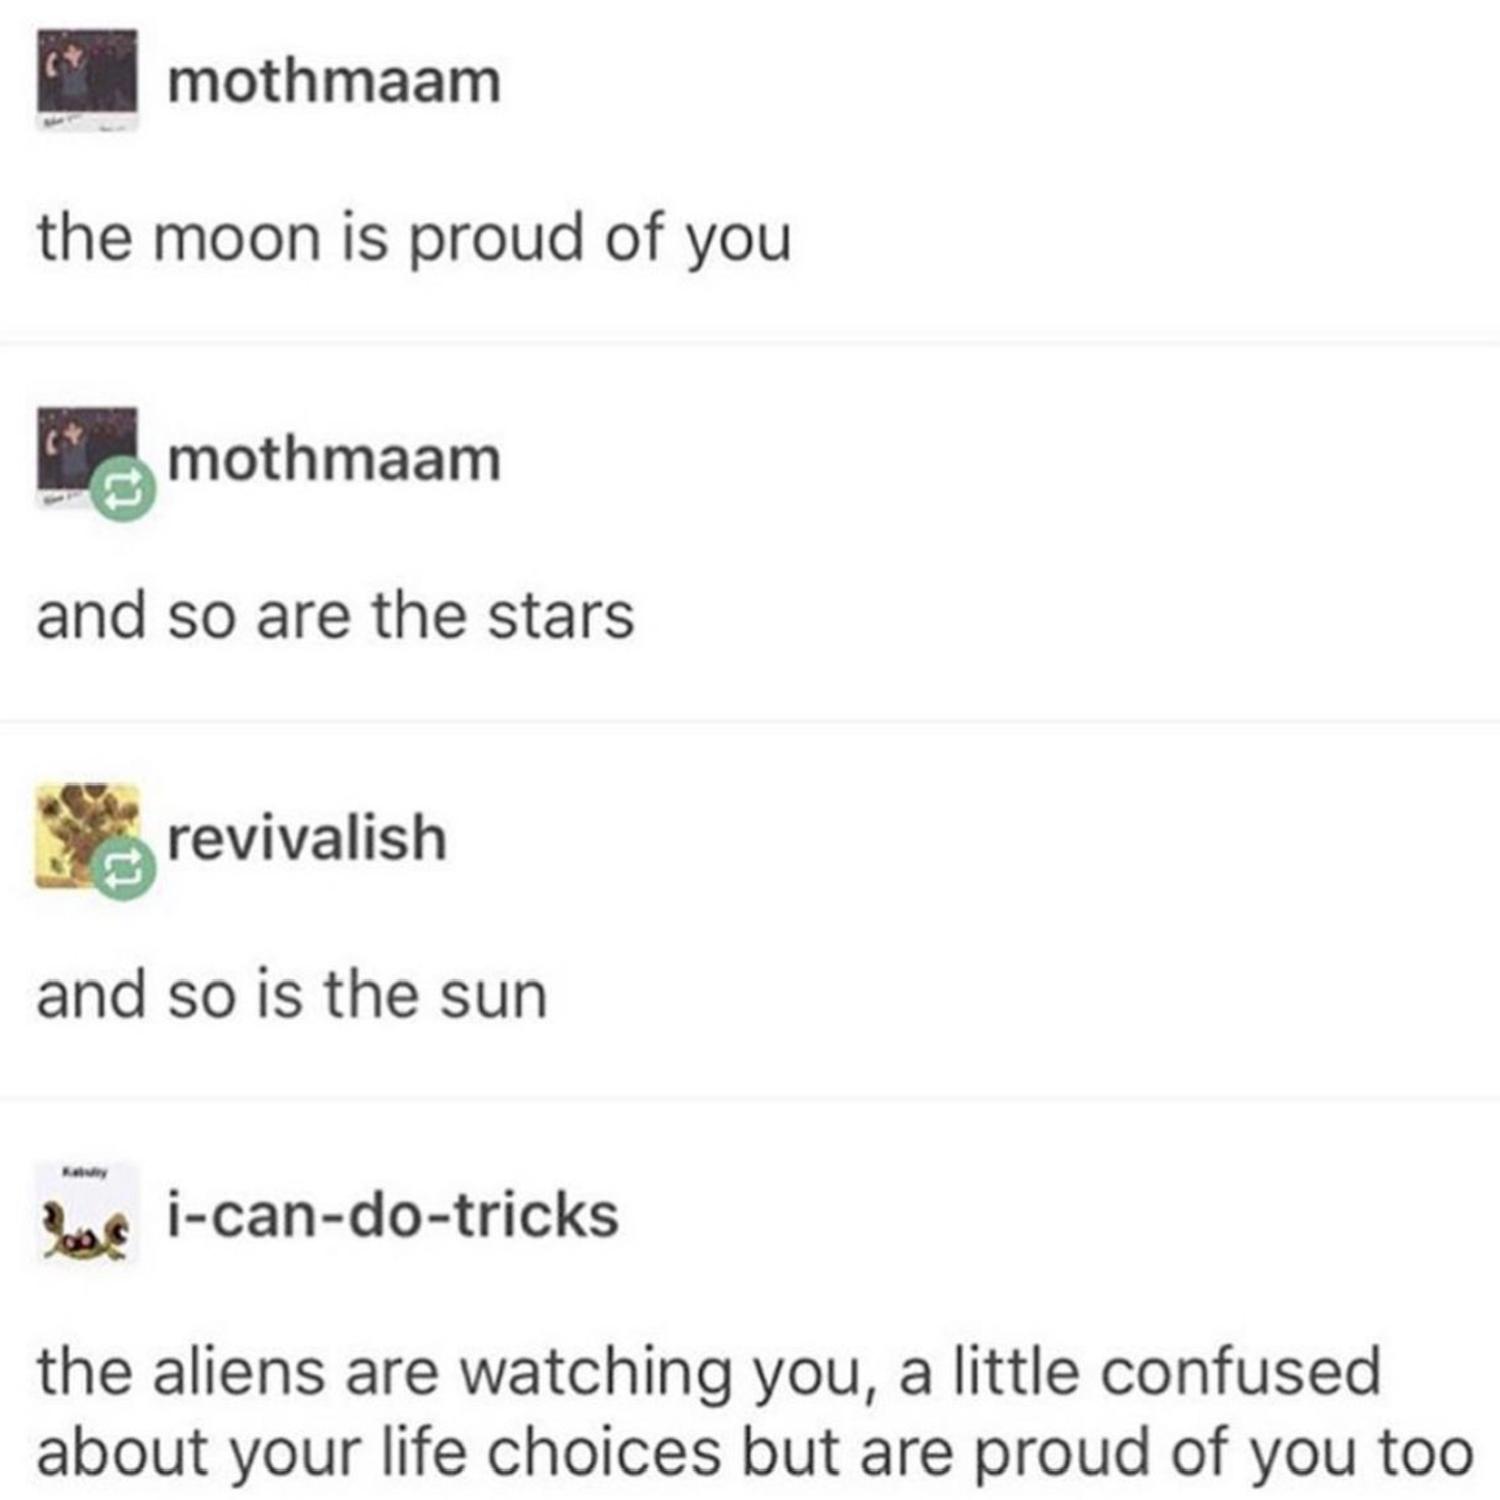 mothmaam
the moon is proud of you
mothmaam
and so are the stars
revivalish
and so is the sun
i-can-do-tricks
the aliens are watching you, a little confused
about your life choices but are proud of you too